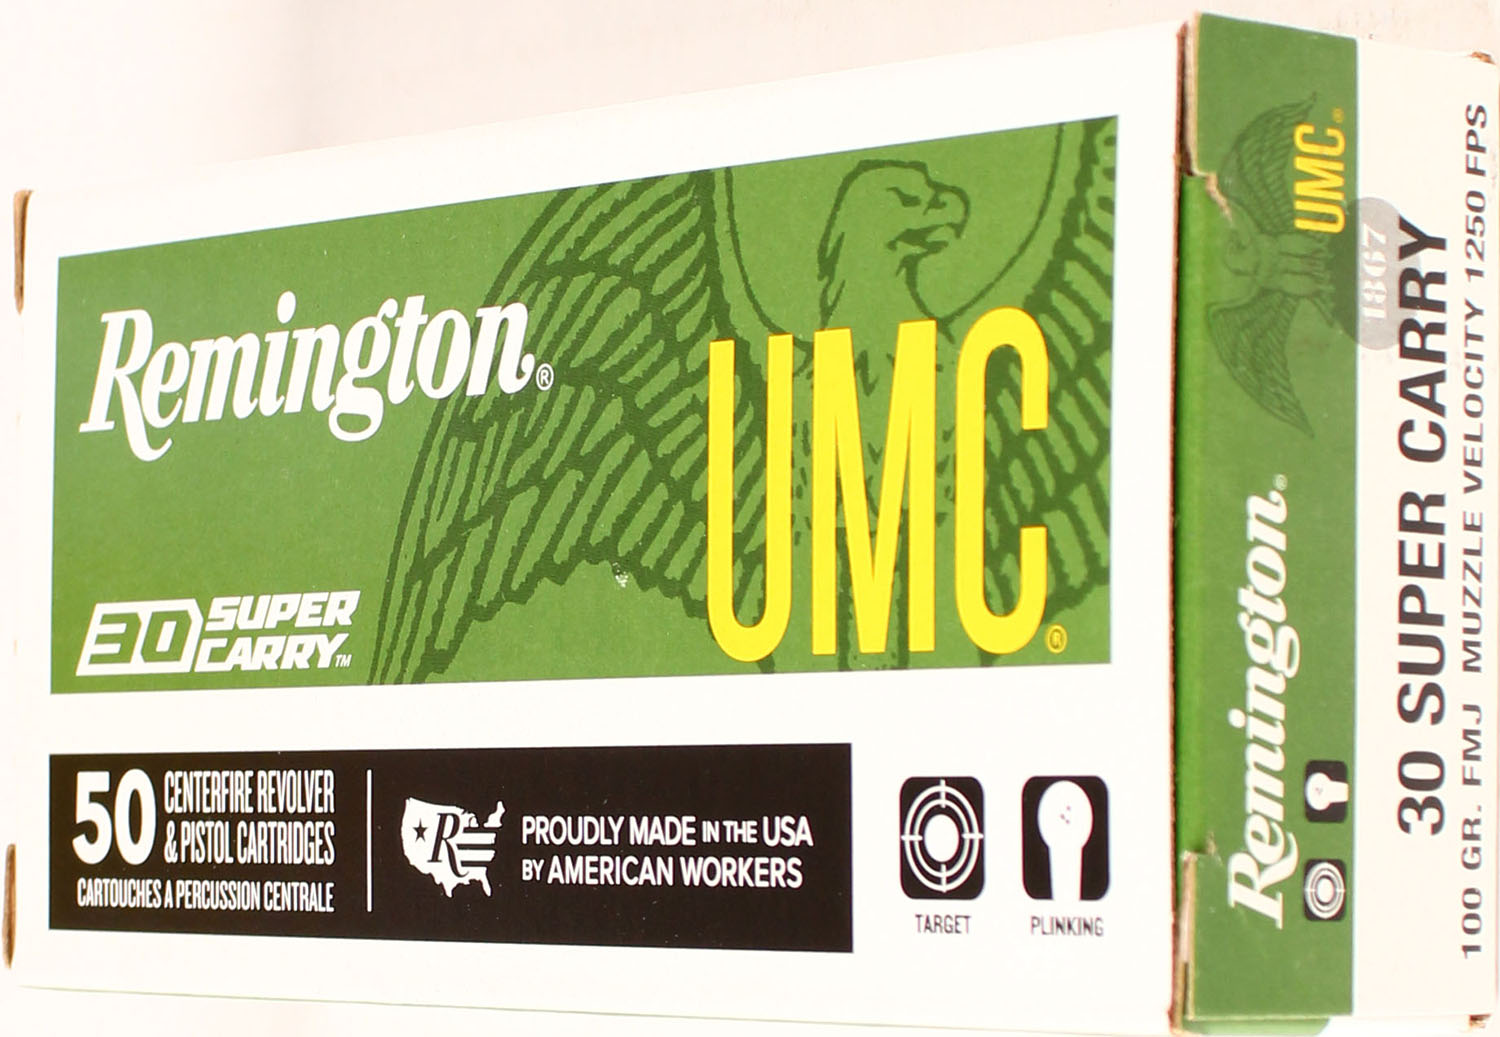 Remington®
UMC®
30 SUPER
CARRY™
50 CENTERFIRE REVOLVER
& PISTOL CARTRIDGES
CARTOUCHES A PERCUSSION CENTRALE
R
PROUDLY MADE IN THE USA
BY AMERICAN WORKERS
TARGET
PLINKING
Remington®
UMC®
1867
30 SUPER CARRY
100 GR. FMJ MUZZLE VELOCITY 1250 FPS